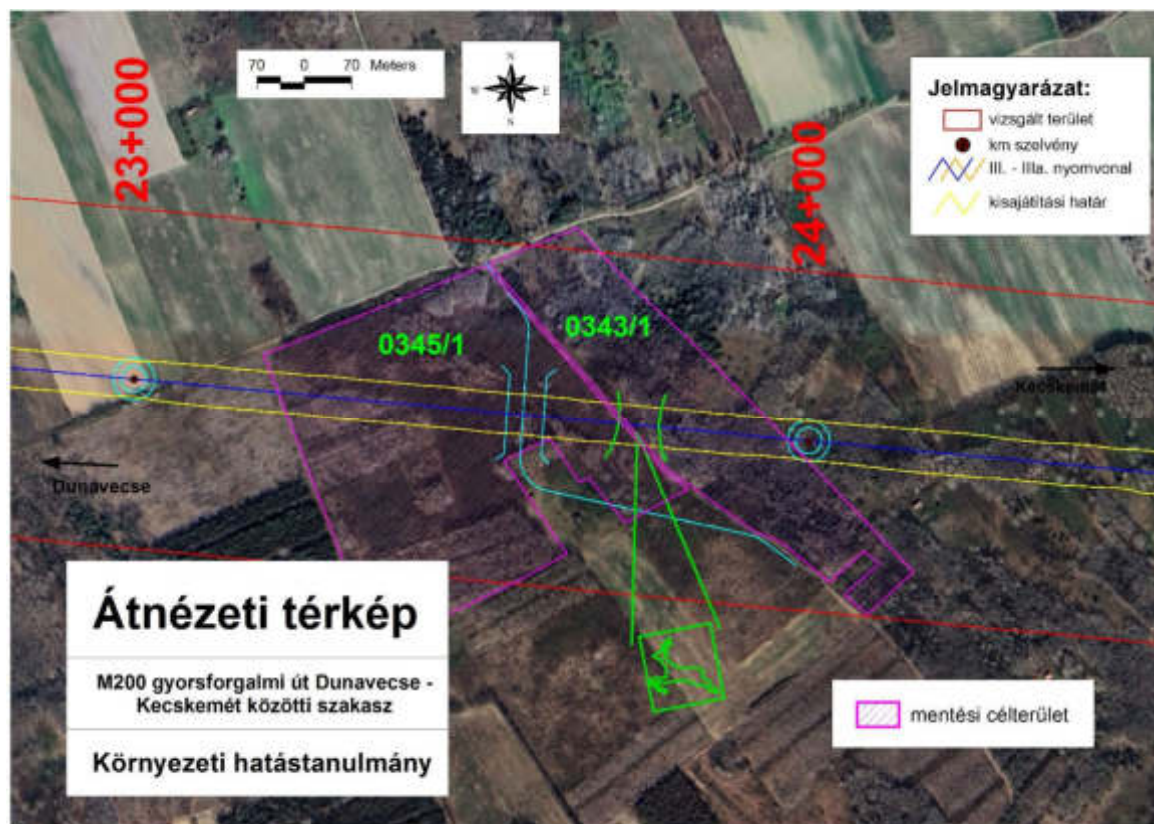 70 0 70 Meters
N
W E
N
23+000
24+000
Jelmagyarázat:
vizsgált terület
km szelvény
III. - IIIa. nyomvonal
kisajátítási határ
0345/1
0343/1
Kecskemét
Dunavecse
Átnézeti térkép
M200 gyorsforgalmi út Dunavecse -
Kecskemét közötti szakasz
Környezeti hatástanulmány
mentési célterület